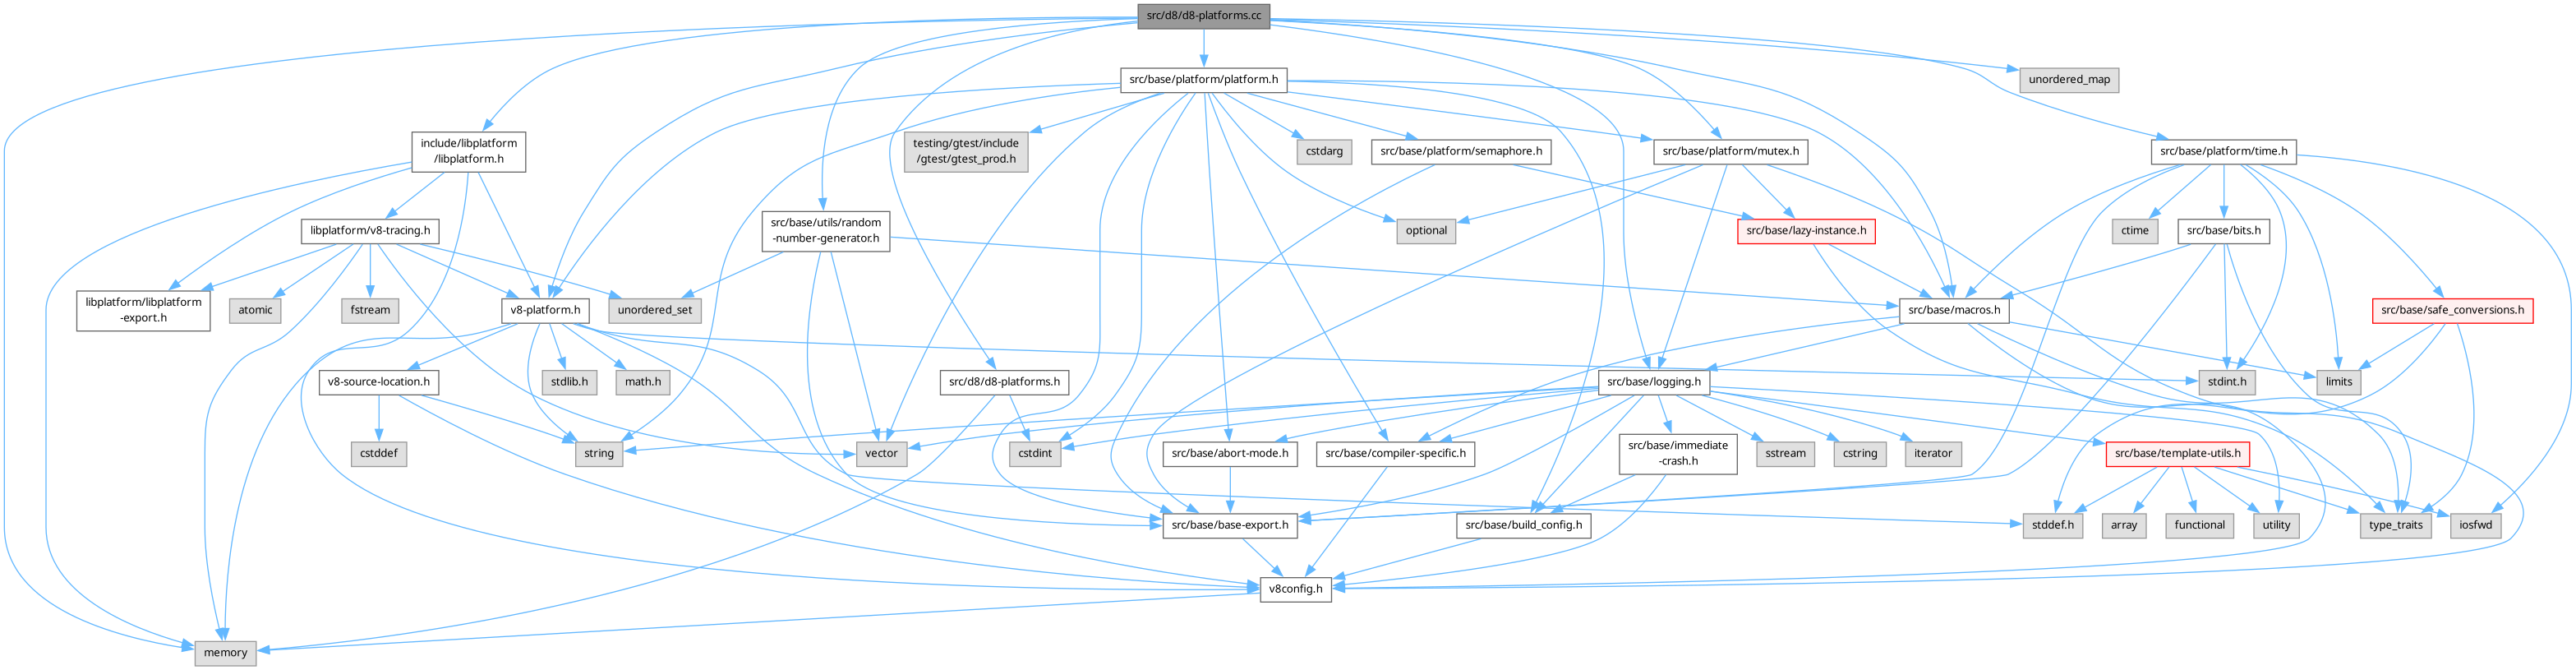 src/d8/d8-platforms.cc
src/base/platform/platform.h
unordered_map
include/libplatform
/libplatform.h
testing/gtest/include
/gtest/gtest_prod.h
cstdarg
src/base/platform/semaphore.h
src/base/platform/mutex.h
src/base/platform/time.h
libplatform/v8-tracing.h
src/base/utils/random
-number-generator.h
optional
src/base/lazy-instance.h
ctime
src/base/bits.h
libplatform/libplatform
-export.h
atomic
fstream
v8-platform.h
unordered_set
src/base/macros.h
src/base/safe_conversions.h
v8-source-location.h
stdlib.h
math.h
src/d8/d8-platforms.h
src/base/logging.h
stdint.h
limits
cstddef
string
vector
cstdint
src/base/abort-mode.h
src/base/compiler-specific.h
src/base/immediate
-crash.h
sstream
cstring
iterator
src/base/template-utils.h
src/base/base-export.h
src/base/build_config.h
stddef.h
array
functional
utility
type_traits
iosfwd
v8config.h
memory